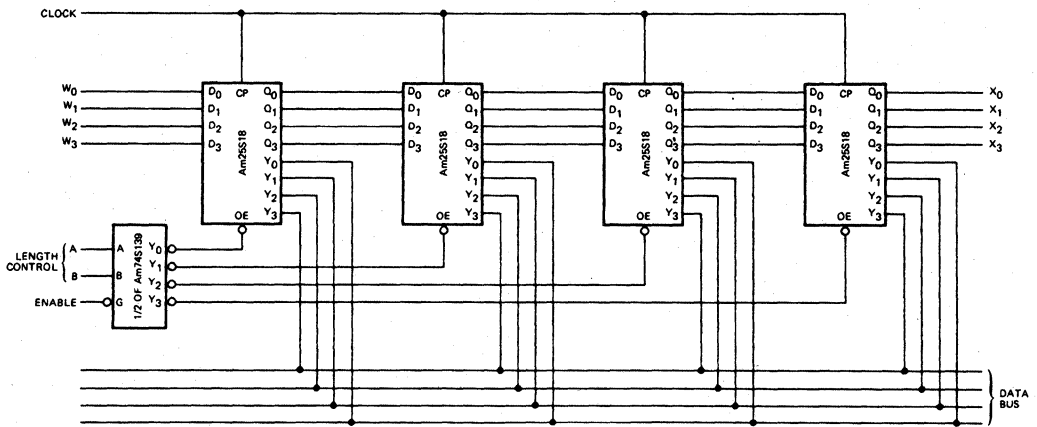 CLOCK
W0 D0 CP Q0 D0 CP Q0 D0 CP Q0 D0 CP Q0 X0
W1 D1 Q1 D1 Q1 D1 Q1 D1 Q1 X1
W2 D2 Q2 D2 Q2 D2 Q2 D2 Q2 X2
W3 D3 Q3 D3 Q3 D3 Q3 D3 Q3 X3
Am25S18 Am25S18 Am25S18 Am25S18
Y0 Y0 Y0 Y0
Y1 Y1 Y1 Y1
Y2 Y2 Y2 Y2
OE Y3 OE Y3 OE Y3 OE Y3
LENGTH CONTROL
A A Y0
Y1
B B Y2
ENABLE G Y3
1/2 OF Am74S139
DATA
BUS